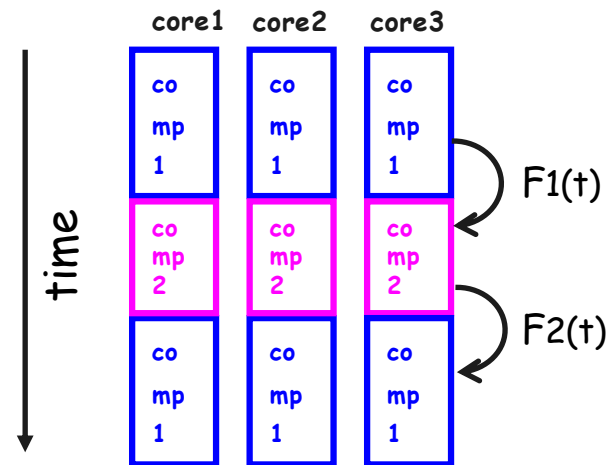 core1 core2 core3
time
co co co
mp mp mp
1 1 1
F1(t)
co co co
mp mp mp
2 2 2
F2(t)
co co co
mp mp mp
1 1 1